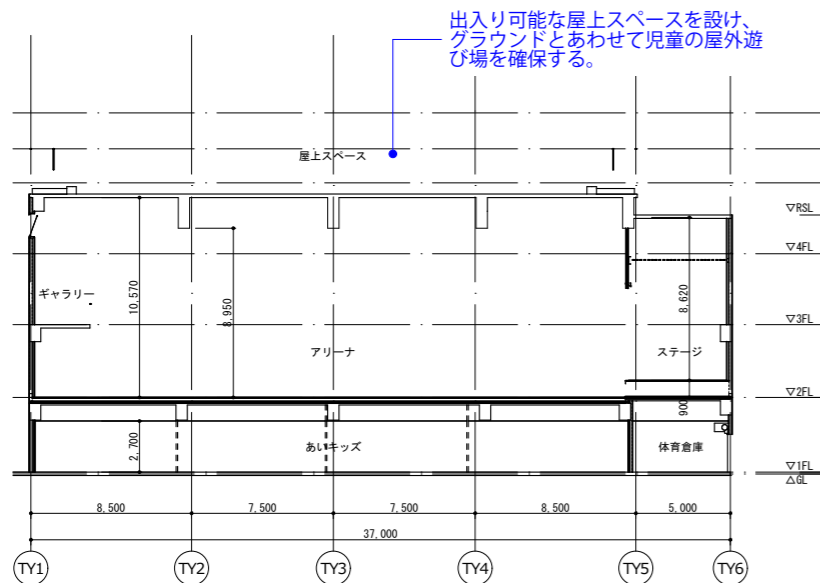 出入り可能な屋上スペースを設け、
グラウンドとあわせて児童の屋外遊
び場を確保する。
屋上スペース
▽RSL
▽4FL
ギャラリー
10,570
8,950
8,620
▽3FL
アリーナ
ステージ
▽2FL
900
2,700
あいキッズ
体育倉庫
▽1FL
△GL
8,500 7,500 7,500 8,500 5,000
37,000
TY1 TY2 TY3 TY4 TY5 TY6